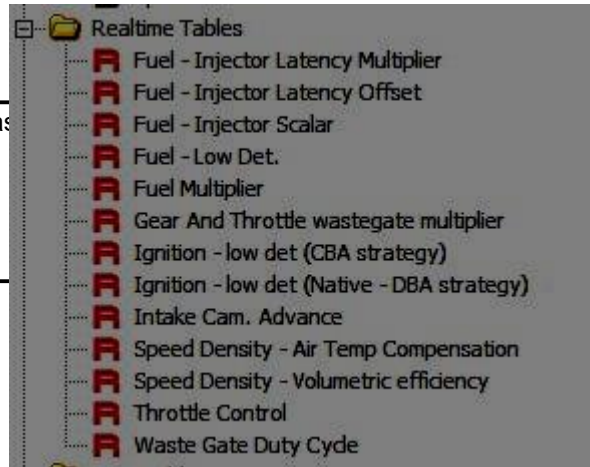 Realtime Tables
Fuel - Injector Latency Multiplier
Fuel - Injector Latency Offset
Fuel - Injector Scalar
Fuel - Low Det.
Fuel Multiplier
Gear And Throttle wastegate multiplier
Ignition - low det (CBA strategy)
Ignition - low det (Native - DBA strategy)
Intake Cam. Advance
Speed Density - Air Temp Compensation
Speed Density - Volumetric efficiency
Throttle Control
Waste Gate Duty Cycle